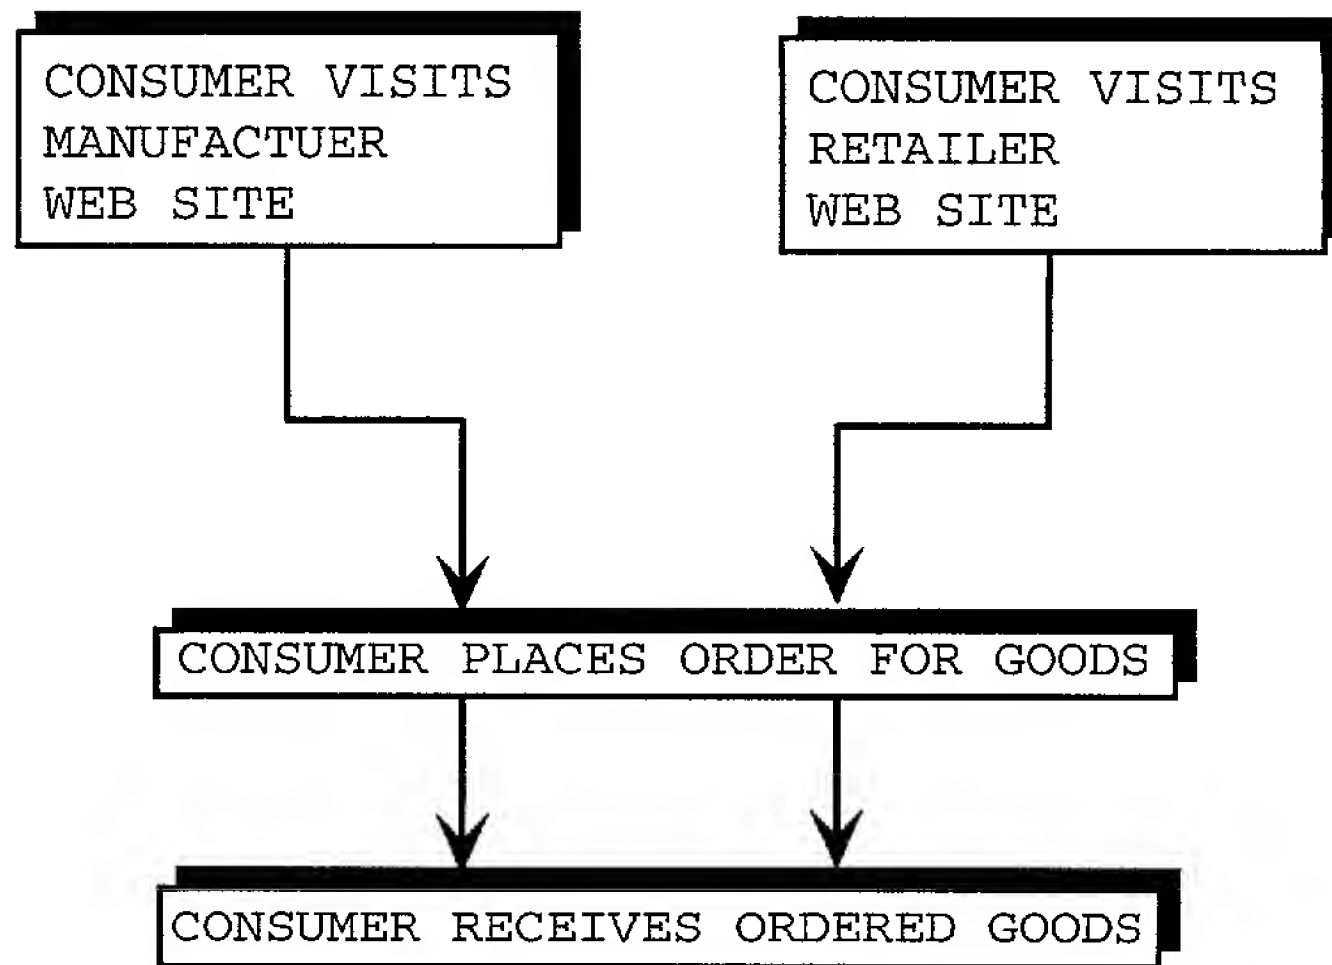 CONSUMER VISITS
MANUFACTUER
WEB SITE
CONSUMER VISITS
RETAILER
WEB SITE
CONSUMER PLACES ORDER FOR GOODS
CONSUMER RECEIVES ORDERED GOODS